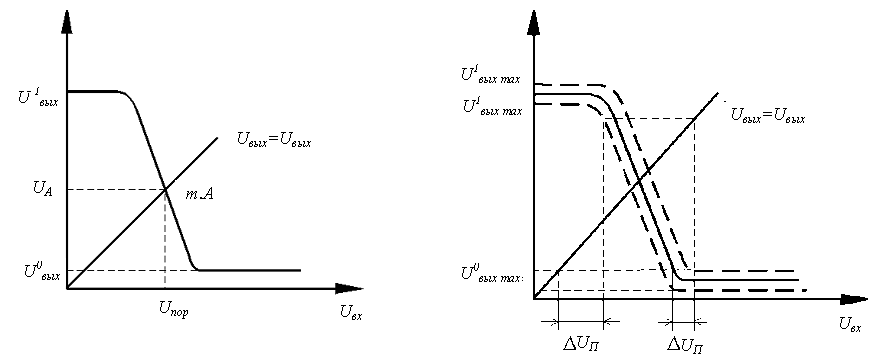 U¹вых
Uвых=Uвых
UA
т.А
U⁰вых
Uпор
Uвх
U¹вых max
U¹вых max
Uвых=Uвых
U⁰вых max:
Uвх
ΔUП
ΔUП